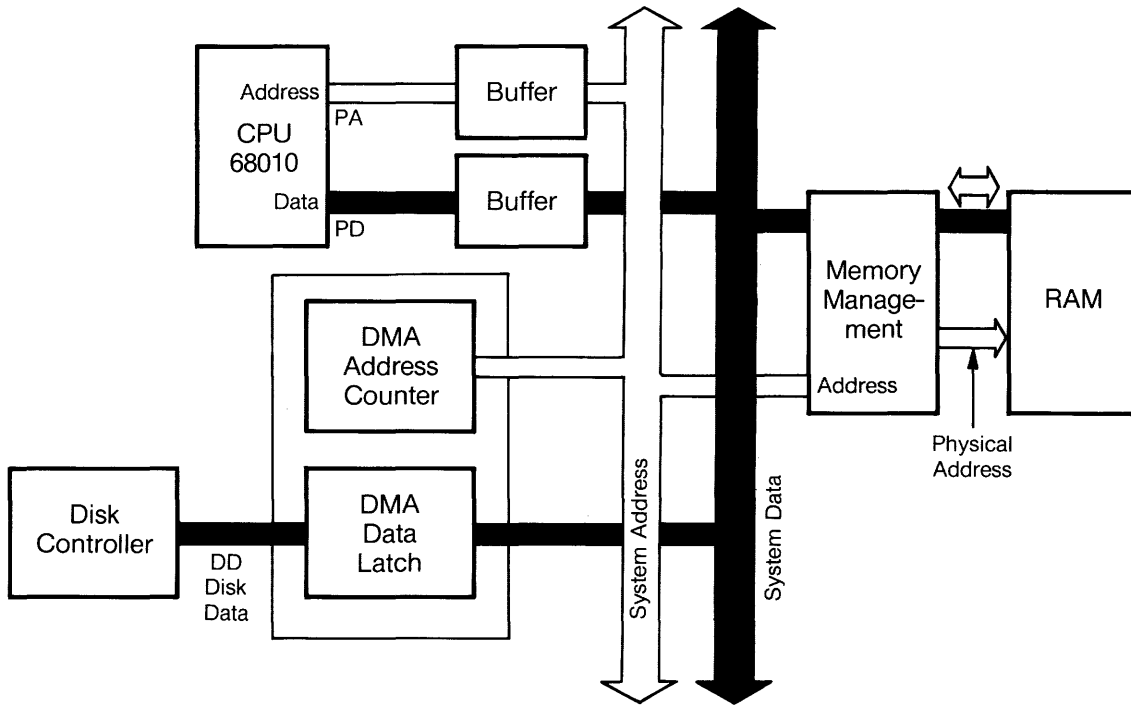 Address
CPU
68010
Data
PA
PD
Buffer
Buffer
DMA
Address
Counter
DMA
Data
Latch
Disk
Controller
DD
Disk
Data
System Address
System Data
Memory
Manage-
ment
Address
RAM
Physical
Address